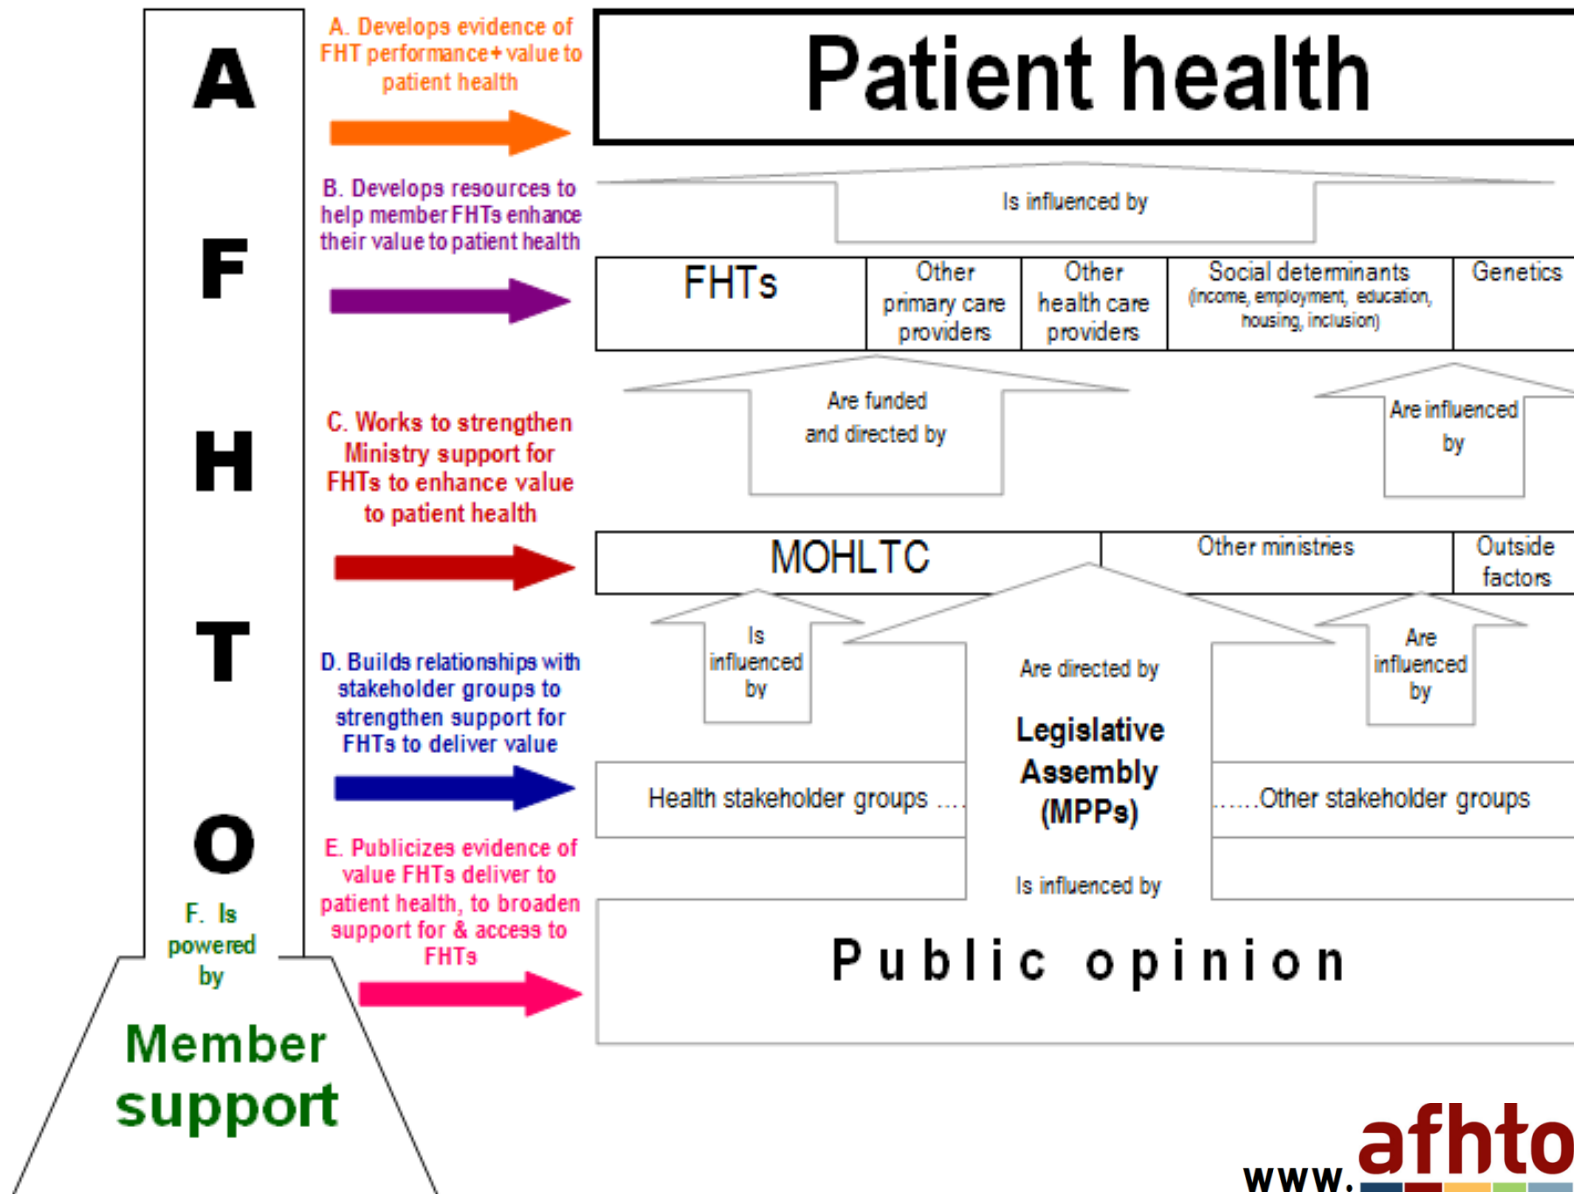 A
F
H
T
O
F. Is
powered
by
Member
support
A. Develops evidence of
FHT performance+ value to
patient health
B. Develops resources to
help member FHTs enhance
their value to patient health
C. Works to strengthen
Ministry support for
FHTs to enhance value
to patient health
D. Builds relationships with
stakeholder groups to
strengthen support for
FHTs to deliver value
E. Publicizes evidence of
value FHTs deliver to
patient health, to broaden
support for & access to
FHTs
Patient health
Is influenced by
FHTs
Other
primary care
providers
Other
health care
providers
Social determinants
(income, employment, education,
housing, inclusion)
Genetics
Are funded
and directed by
Are influenced
by
MOHLTC
Other ministries
Outside
factors
Is
influenced
by
Are directed by
Legislative
Assembly
(MPPs)
Is influenced by
Are
influenced
by
Health stakeholder groups ....
......Other stakeholder groups
Public opinion
www.afhto